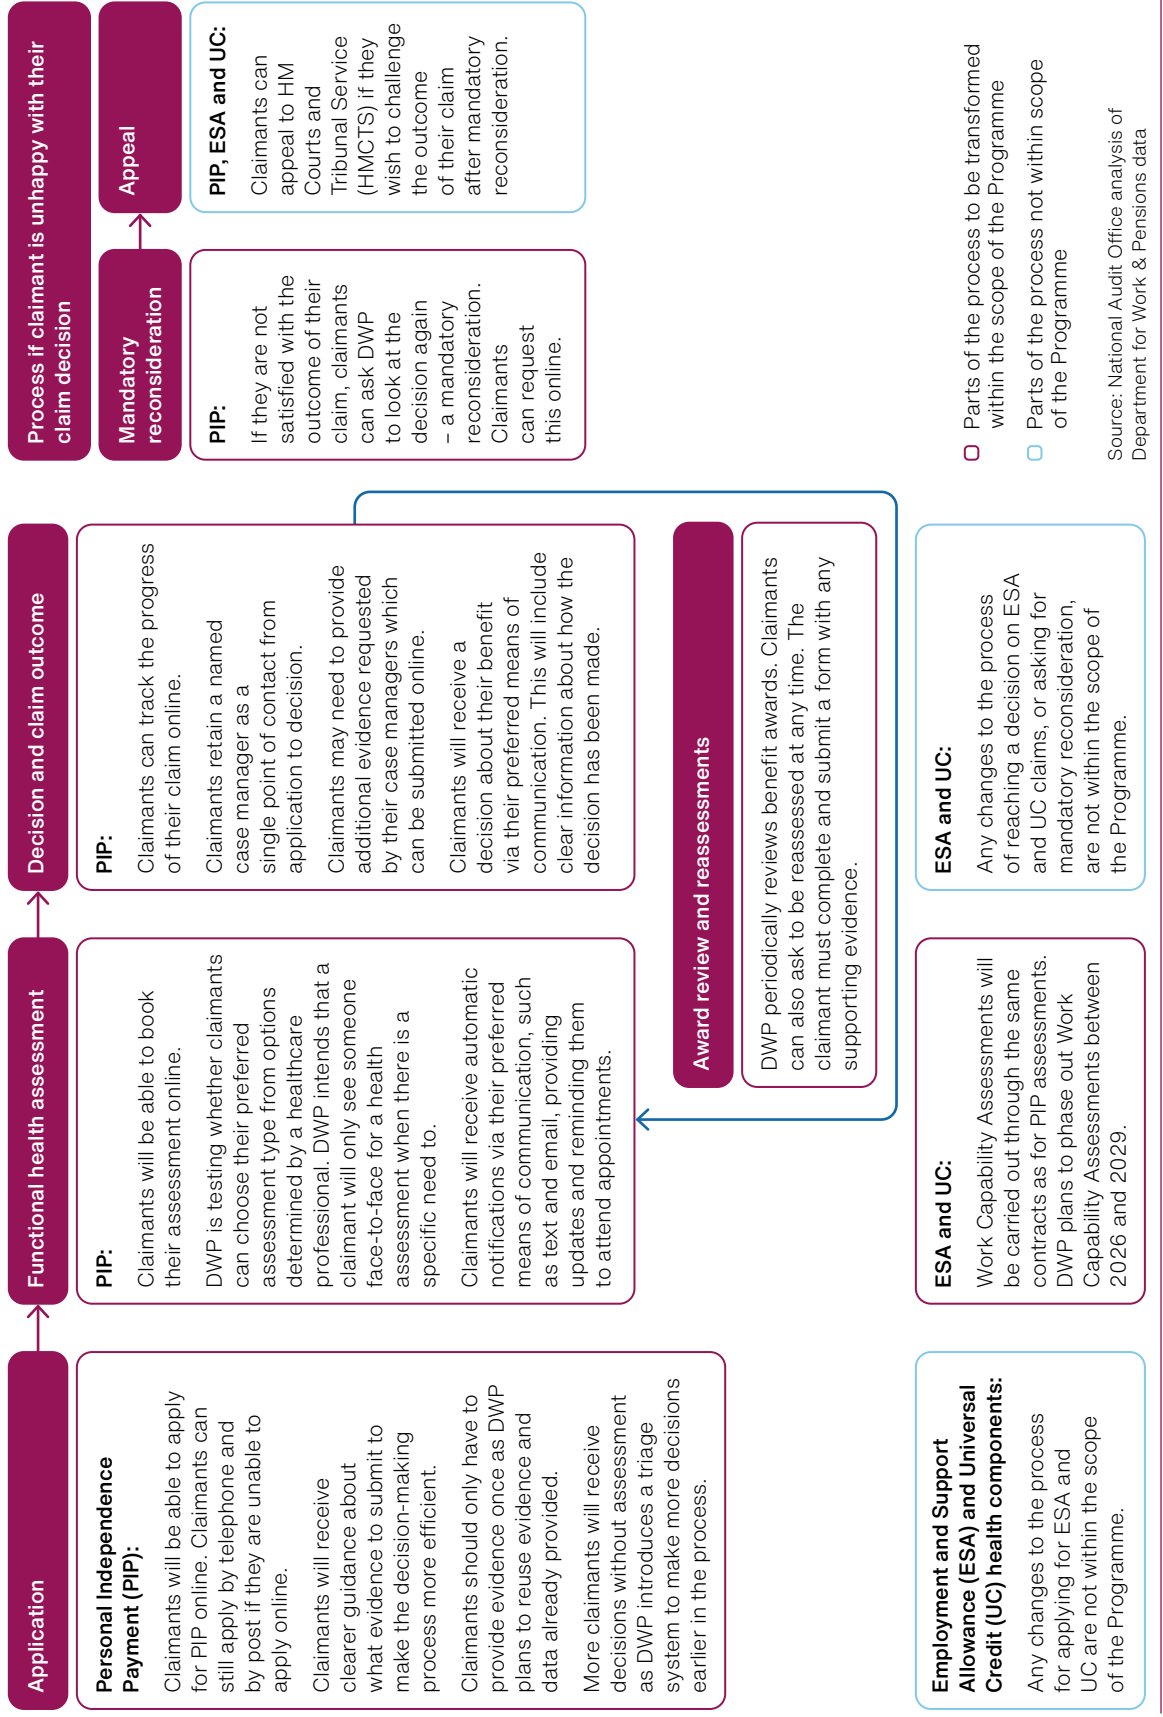 Application
Personal Independence
Payment (PIP):
Claimants will be able to apply
for PIP online. Claimants can
still apply by telephone and
by post if they are unable to
apply online.
Claimants will receive
clearer guidance about
what evidence to submit to
make the decision-making
process more efficient.
Claimants should only have to
provide evidence once as DWP
plans to reuse evidence and
data already provided.
More claimants will receive
decisions without assessment
as DWP introduces a triage
system to make more decisions
earlier in the process.
Employment and Support
Allowance (ESA) and Universal
Credit (UC) health components:
Any changes to the process
for applying for ESA and
UC are not within the scope
of the Programme.
Functional health assessment
PIP:
Claimants will be able to book
their assessment online.
DWP is testing whether claimants
can choose their preferred
assessment type from options
determined by a healthcare
professional. DWP intends that a
claimant will only see someone
face-to-face for a health
assessment when there is a
specific need to.
Claimants will receive automatic
notifications via their preferred
means of communication, such
as text and email, providing
updates and reminding them
to attend appointments.
ESA and UC:
Work Capability Assessments will
be carried out through the same
contracts as for PIP assessments.
DWP plans to phase out Work
Capability Assessments between
2026 and 2029.
Decision and claim outcome
PIP:
Claimants can track the progress
of their claim online.
Claimants retain a named
case manager as a
single point of contact from
application to decision.
Claimants may need to provide
additional evidence requested
by their case managers which
can be submitted online.
Claimants will receive a
decision about their benefit
via their preferred means of
communication. This will include
clear information about how the
decision has been made.
Award review and reassessments
DWP periodically reviews benefit awards. Claimants
can also ask to be reassessed at any time. The
claimant must complete and submit a form with any
supporting evidence.
ESA and UC:
Any changes to the process
of reaching a decision on ESA
and UC claims, or asking for
mandatory reconsideration,
are not within the scope of
the Programme.
Process if claimant is unhappy with their
claim decision
Mandatory
reconsideration
PIP:
If they are not
satisfied with the
outcome of their
claim, claimants
can ask DWP
to look at the
decision again
– a mandatory
reconsideration.
Claimants
can request
this online.
Appeal
PIP, ESA and UC:
Claimants can
appeal to HM
Courts and
Tribunal Service
(HMCTS) if they
wish to challenge
the outcome
of their claim
after mandatory
reconsideration.
Parts of the process to be transformed
within the scope of the Programme
Parts of the process not within scope
of the Programme
Source: National Audit Office analysis of
Department for Work & Pensions data